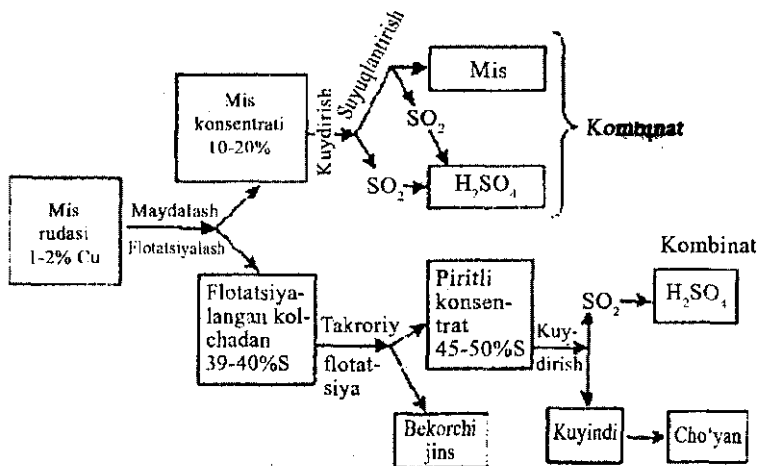 Mis
rudasi
1-2% Cu
Maydalash
Flotatsiyalash
Mis
konsentrati
10-20%
Kuydirish
Suyuqlantirish
Mis
SO₂
SO₂
H₂SO₄
Kombinat
Flotatsiya-
langan kol-
chadan
39-40%S
Takroriy
flotat-
siya
Piritli
konsen-
trat
45-50%S
Bekorchi
jins
Kuy-
dirish
SO₂
Kombinat
H₂SO₄
Kuyindi
Cho‘yan